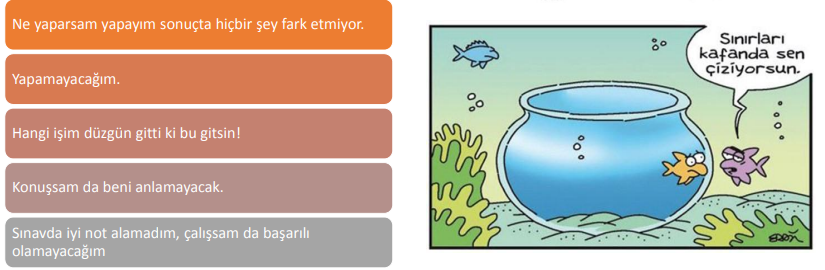 Ne yaparsam yapayım sonuçta hiçbir şey fark etmiyor.
Yapamayacağım.
Hangi işim düzgün gitti ki bu gitsin!
Konuşsam da beni anlamayacak.
Sınavda iyi not alamadım, çalışsam da başarılı
olamayacağım
Sınırları
kafanda sen
çiziyorsun.